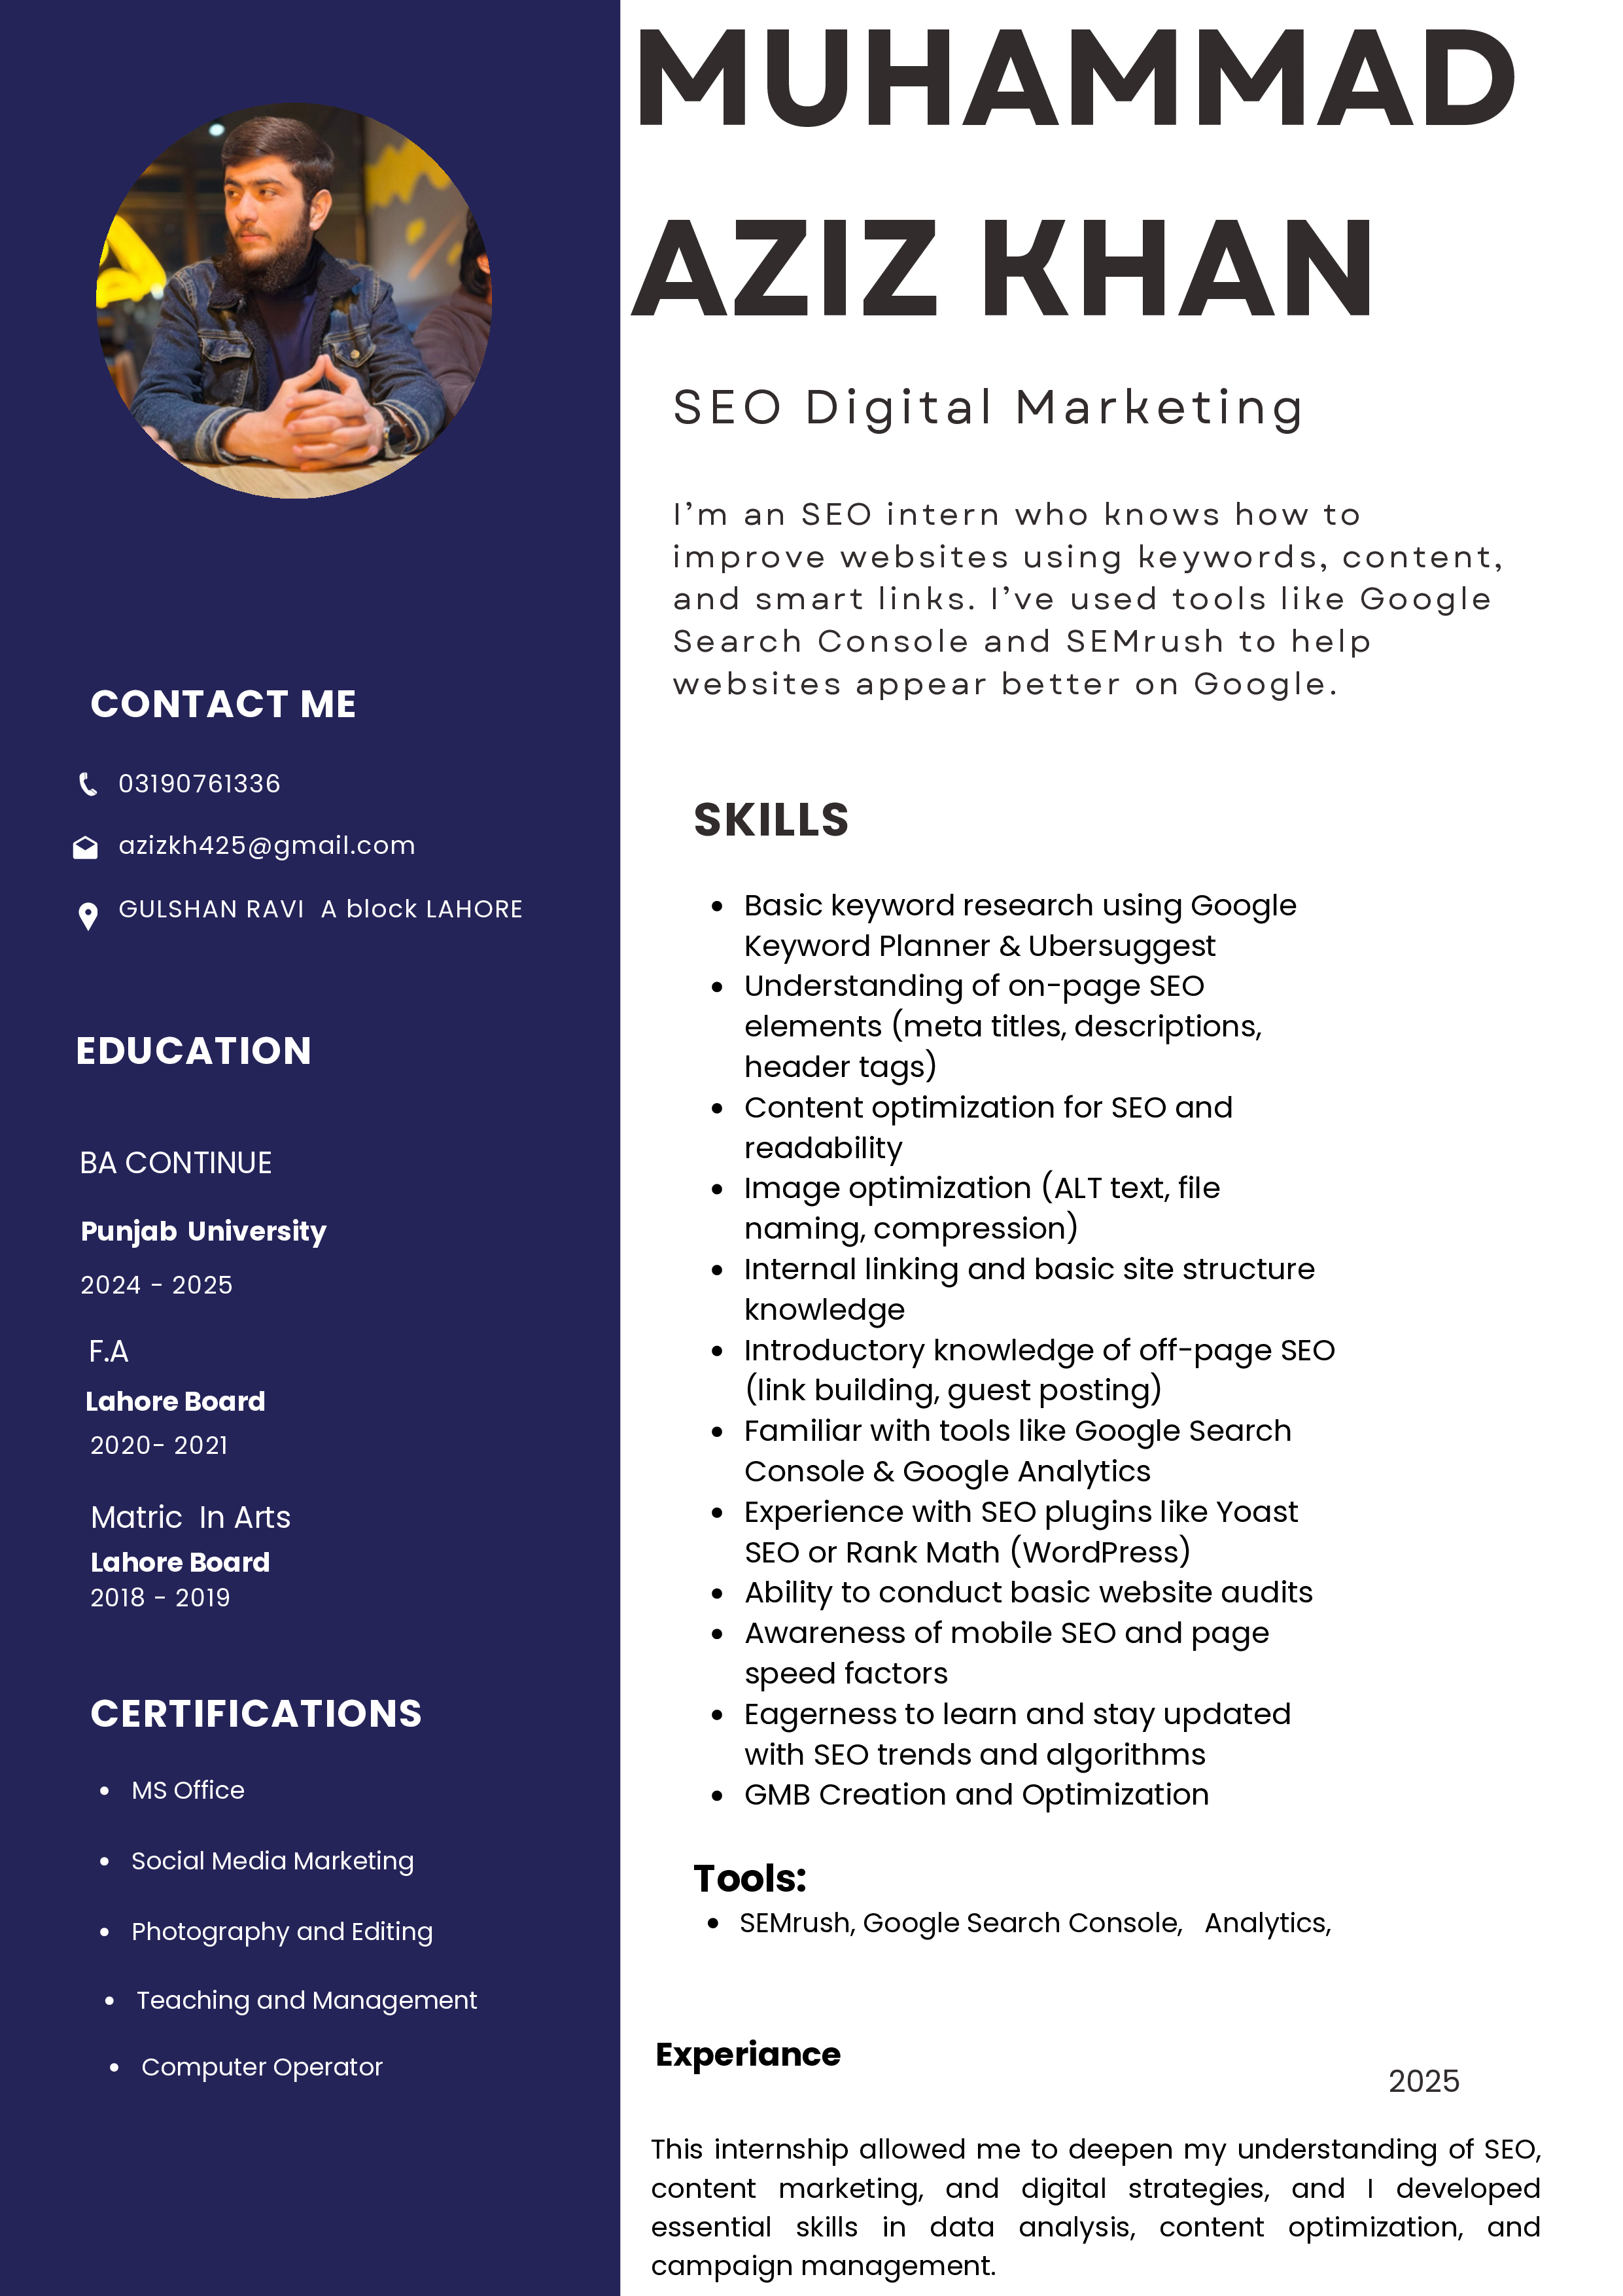 MUHAMMAD
AZIZ KHAN
SEO Digital Marketing
I’m an SEO intern who knows how to
improve websites using keywords, content,
and smart links. I’ve used tools like Google
Search Console and SEMrush to help
websites appear better on Google.
CONTACT ME
03190761336
azizkh425@gmail.com
GULSHAN RAVI A block LAHORE
EDUCATION
BA CONTINUE
Punjab University
2024 - 2025
F.A
Lahore Board
2020- 2021
Matric In Arts
Lahore Board
2018 - 2019
CERTIFICATIONS
• MS Office
• Social Media Marketing
• Photography and Editing
• Teaching and Management
• Computer Operator
SKILLS
• Basic keyword research using Google
Keyword Planner & Ubersuggest
• Understanding of on-page SEO
elements (meta titles, descriptions,
header tags)
• Content optimization for SEO and
readability
• Image optimization (ALT text, file
naming, compression)
• Internal linking and basic site structure
knowledge
• Introductory knowledge of off-page SEO
(link building, guest posting)
• Familiar with tools like Google Search
Console & Google Analytics
• Experience with SEO plugins like Yoast
SEO or Rank Math (WordPress)
• Ability to conduct basic website audits
• Awareness of mobile SEO and page
speed factors
• Eagerness to learn and stay updated
with SEO trends and algorithms
• GMB Creation and Optimization
Tools:
• SEMrush, Google Search Console, Analytics,
Experiance
2025
This internship allowed me to deepen my understanding of SEO,
content marketing, and digital strategies, and I developed
essential skills in data analysis, content optimization, and
campaign management.